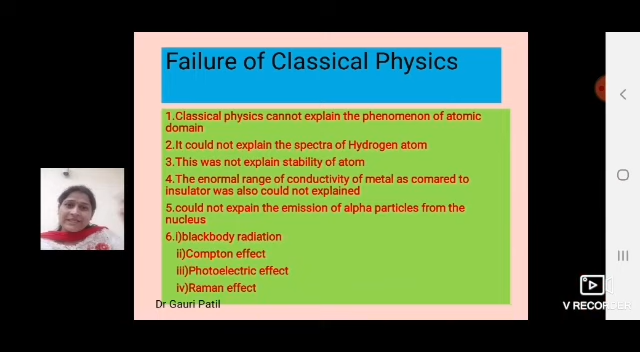 Failure of Classical Physics
1.Classical physics cannot explain the phenomenon of atomic
domain
2.It could not explain the spectra of Hydrogen atom
3.This was not explain stability of atom
4.The enormal range of conductivity of metal as comared to
insulator was also could not explained
5.could not expain the emission of alpha particles from the
nucleus
6.i)blackbody radiation
ii)Compton effect
iii)Photoelectric effect
iv)Raman effect
Dr Gauri Patil
V RECORDER